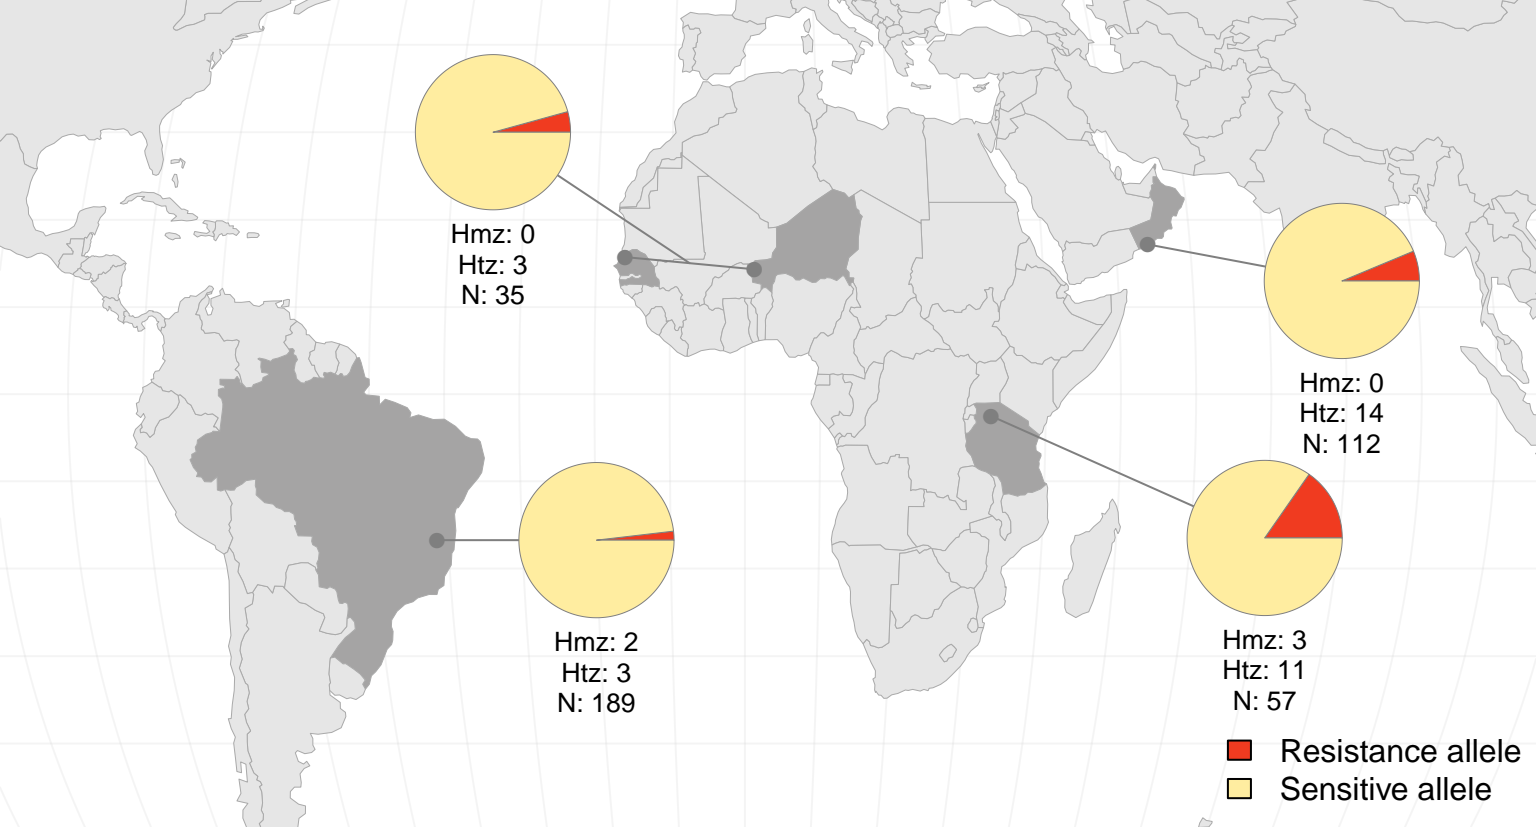 Hmz: 0
Htz: 3
N: 35
Hmz: 0
Htz: 14
N: 112
Hmz: 2
Htz: 3
N: 189
Hmz: 3
Htz: 11
N: 57
Resistance allele
Sensitive allele